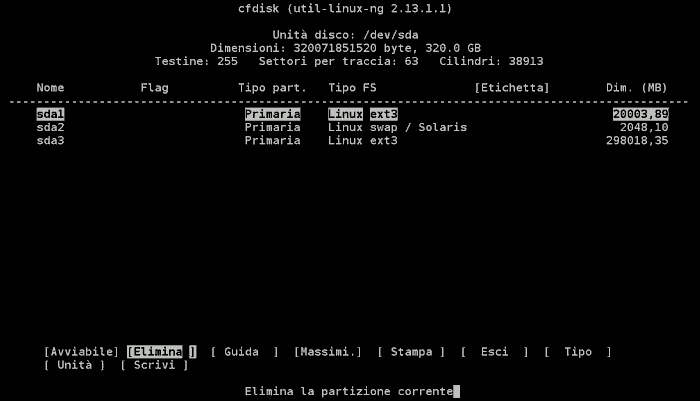 cfdisk (util-linux-ng 2.13.1.1)
Unità disco: /dev/sda
Dimensioni: 320071851520 byte, 320.0 GB
Testine: 255 Settori per traccia: 63 Cilindri: 38913
Nome Flag Tipo part. Tipo FS [Etichetta] Dim. (MB)
sda1 Primaria Linux ext3 20003,89
sda2 Primaria Linux swap / Solaris 2048,10
sda3 Primaria Linux ext3 298018,35
[Avviabile] [Elimina ] [ Guida ] [Massimi.] [ Stampa ] [ Esci ] [ Tipo ]
[ Unità ] [ Scrivi ]
Elimina la partizione corrente